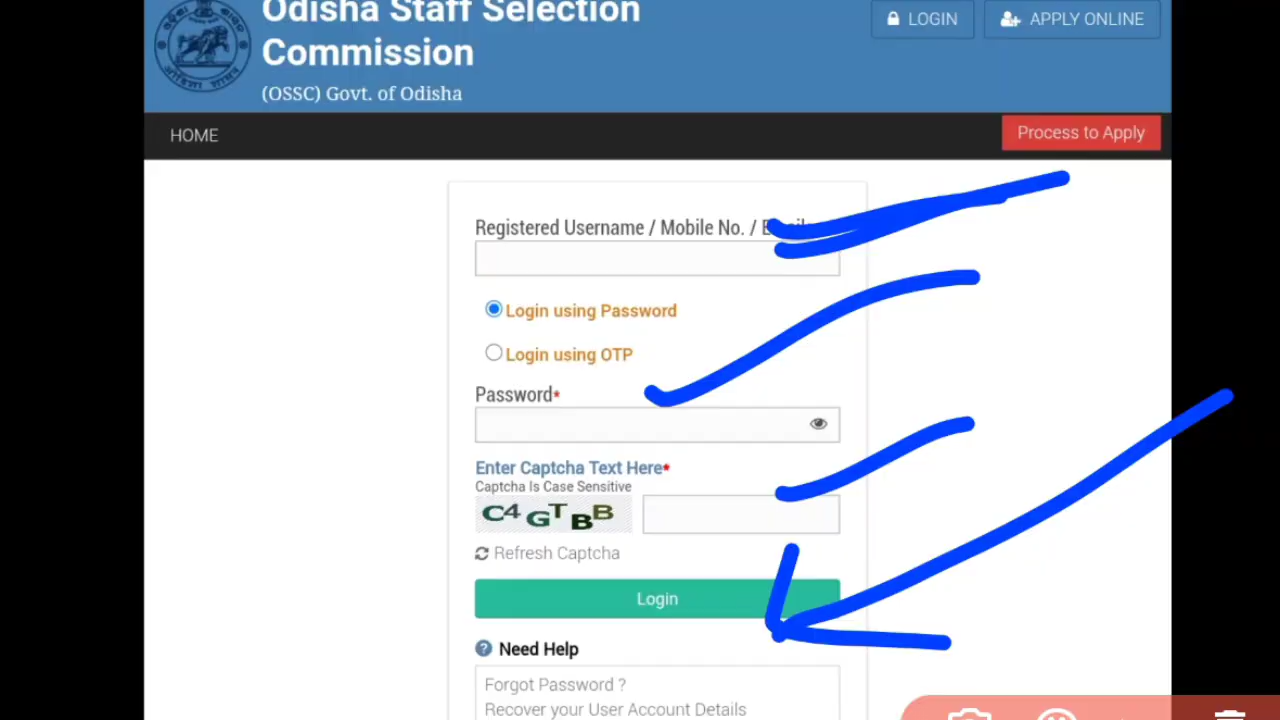 Odisha Staff Selection
Commission
(OSSC) Govt. of Odisha
LOGIN
APPLY ONLINE
HOME
Process to Apply
Registered Username / Mobile No. /
Login using Password
Login using OTP
Password*
Enter Captcha Text Here*
Captcha Is Case Sensitive
C4GTBB
Refresh Captcha
Login
? Need Help
Forgot Password ?
Recover your User Account Details